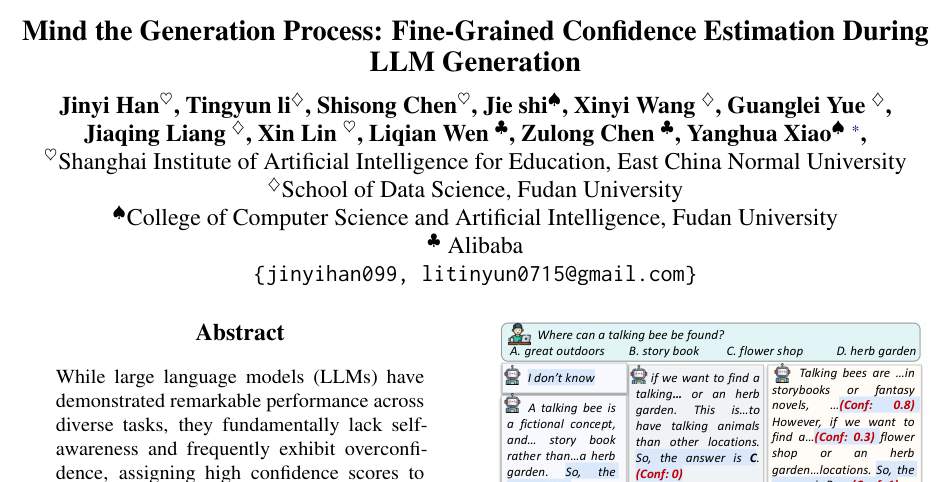 Mind the Generation Process: Fine-Grained Confidence Estimation During
LLM Generation
Jinyi Han♡, Tingyun li♢, Shisong Chen♡, Jie shi♠, Xinyi Wang ♢, Guanglei Yue ♢,
Jiaqing Liang ♢, Xin Lin ♡, Liqian Wen ♣, Zulong Chen ♣, Yanghua Xiao♠ *,
♡Shanghai Institute of Artificial Intelligence for Education, East China Normal University
♢School of Data Science, Fudan University
♠College of Computer Science and Artificial Intelligence, Fudan University
♣ Alibaba
{jinyihan099, litinyun0715@gmail.com}
Abstract
While large language models (LLMs) have
demonstrated remarkable performance across
diverse tasks, they fundamentally lack self-
awareness and frequently exhibit overconfi-
dence, assigning high confidence scores to
Where can a talking bee be found?
A. great outdoors B. story book C. flower shop D. herb garden
I don't know
A talking bee is
a fictional concept,
and... story book
rather than...a herb
garden. So, the
if we want to find a
talking... or an herb
garden. This is...to
have talking animals
than other locations.
So, the answer is C.
(Conf: 0)
Talking bees are ...in
storybooks or fantasy
novels, ...(Conf: 0.8)
However, if we want to
find a...(Conf: 0.3) flower
shop or an herb
garden...locations. So, the